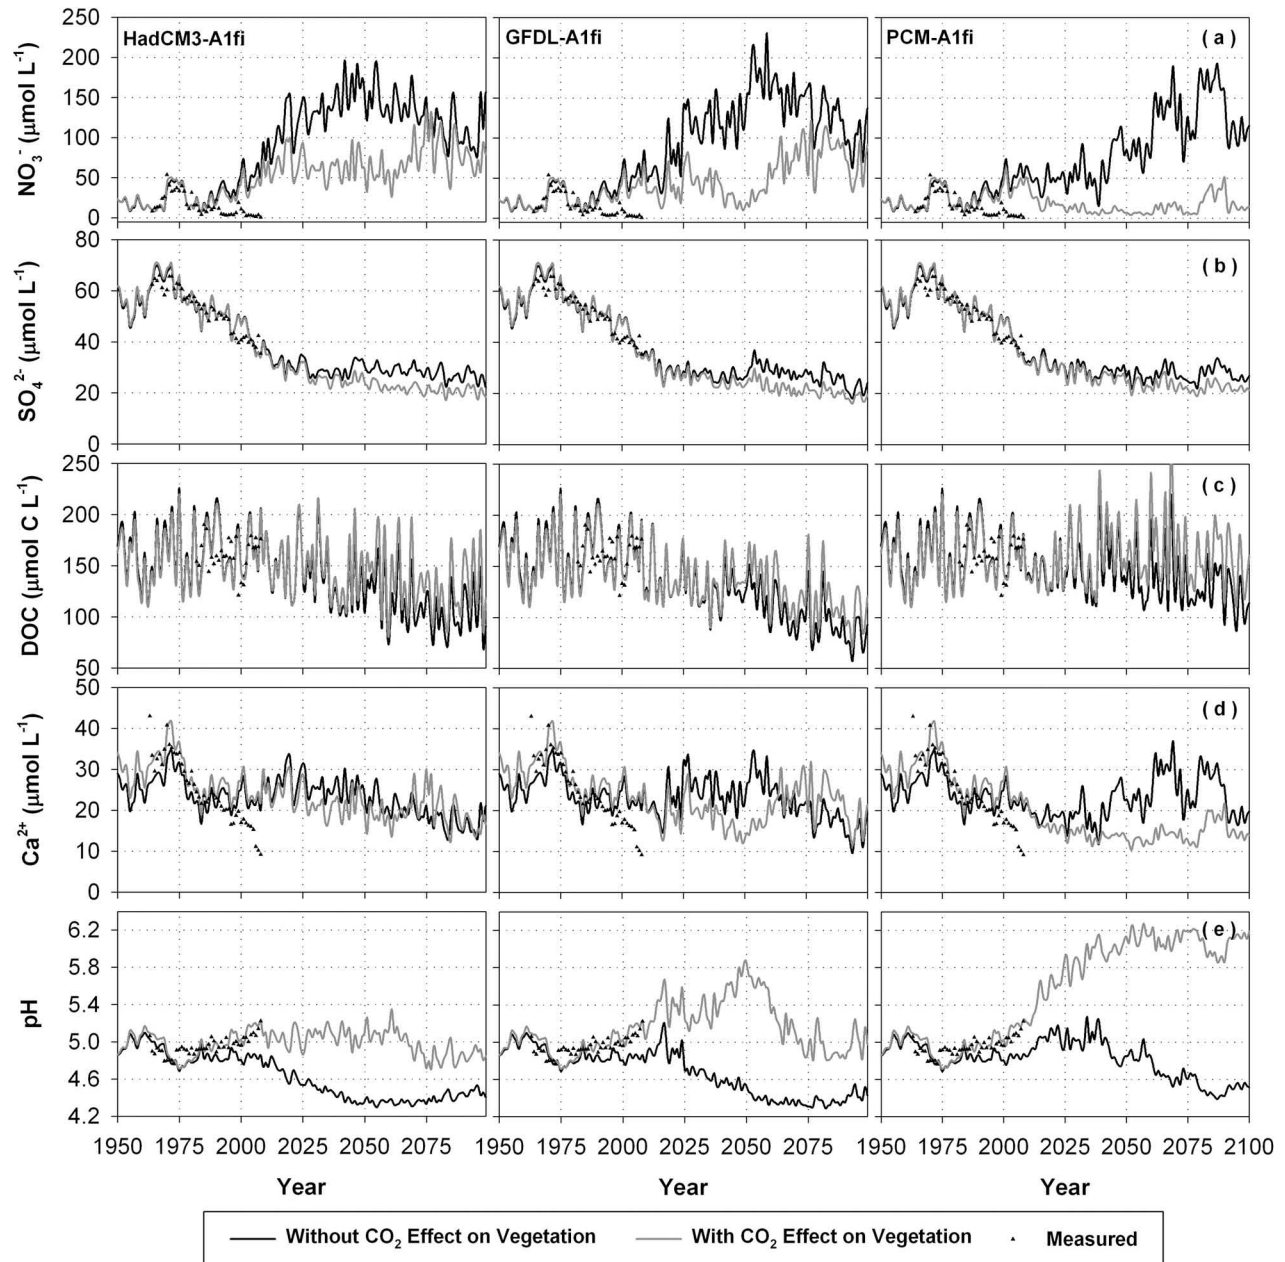 HadCM3-A1fi GFDL-A1fi PCM-A1fi ( a )
NO₃⁻ (µmol L⁻¹)
250
200
150
100
50
0
( b )
SO₄²⁻ (µmol L⁻¹)
80
60
40
20
0
( c )
DOC (µmol C L⁻¹)
250
200
150
100
50
( d )
Ca²⁺ (µmol L⁻¹)
50
40
30
20
10
0
( e )
pH
6.2
5.8
5.4
5.0
4.6
4.2
1950 1975 2000 2025 2050 2075 1950 1975 2000 2025 2050 2075 1950 1975 2000 2025 2050 2075 2100
Year Year Year
Without CO₂ Effect on Vegetation With CO₂ Effect on Vegetation Measured